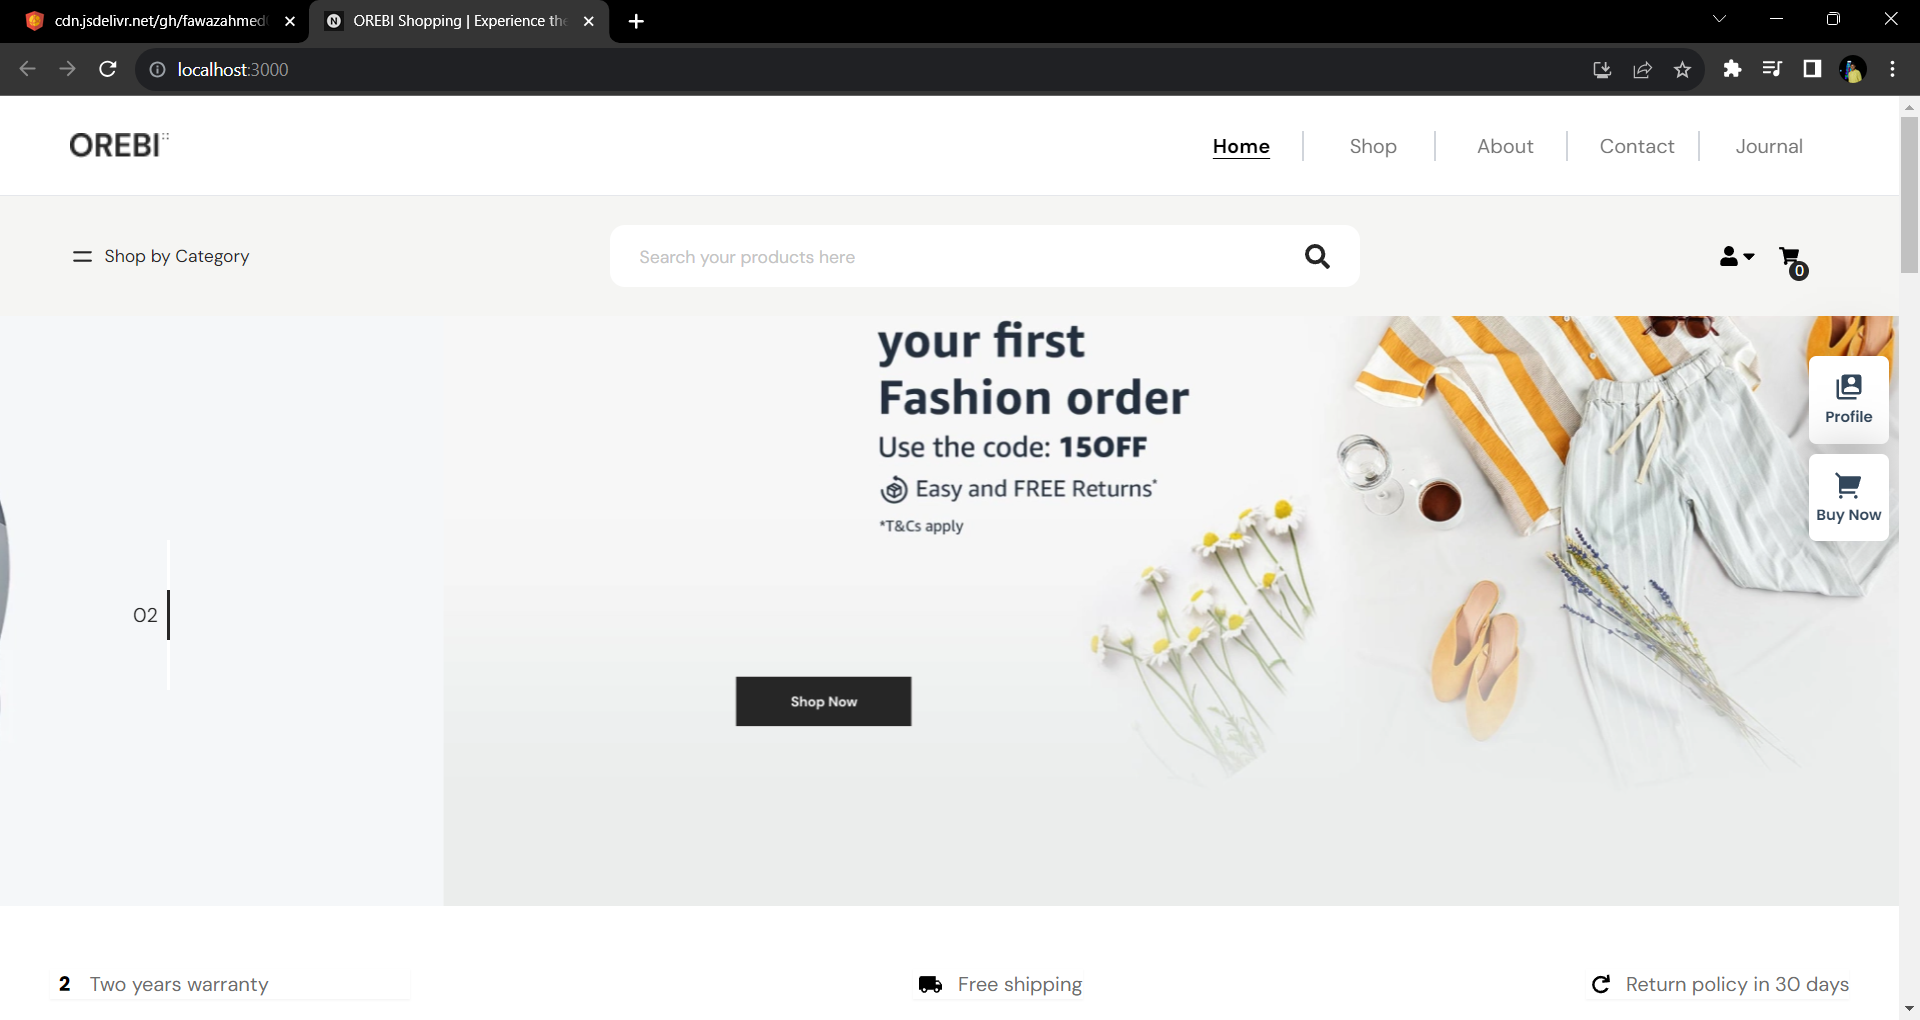 cdn.jsdelivr.net/gh/fawazahmed
OREBI Shopping | Experience the
localhost:3000
OREBI
Home
Shop
About
Contact
Journal
Shop by Category
Search your products here
0
your first
Fashion order
Use the code: 15OFF
Easy and FREE Returns*
*T&Cs apply
Profile
Buy Now
02
Shop Now
2 Two years warranty
Free shipping
Return policy in 30 days